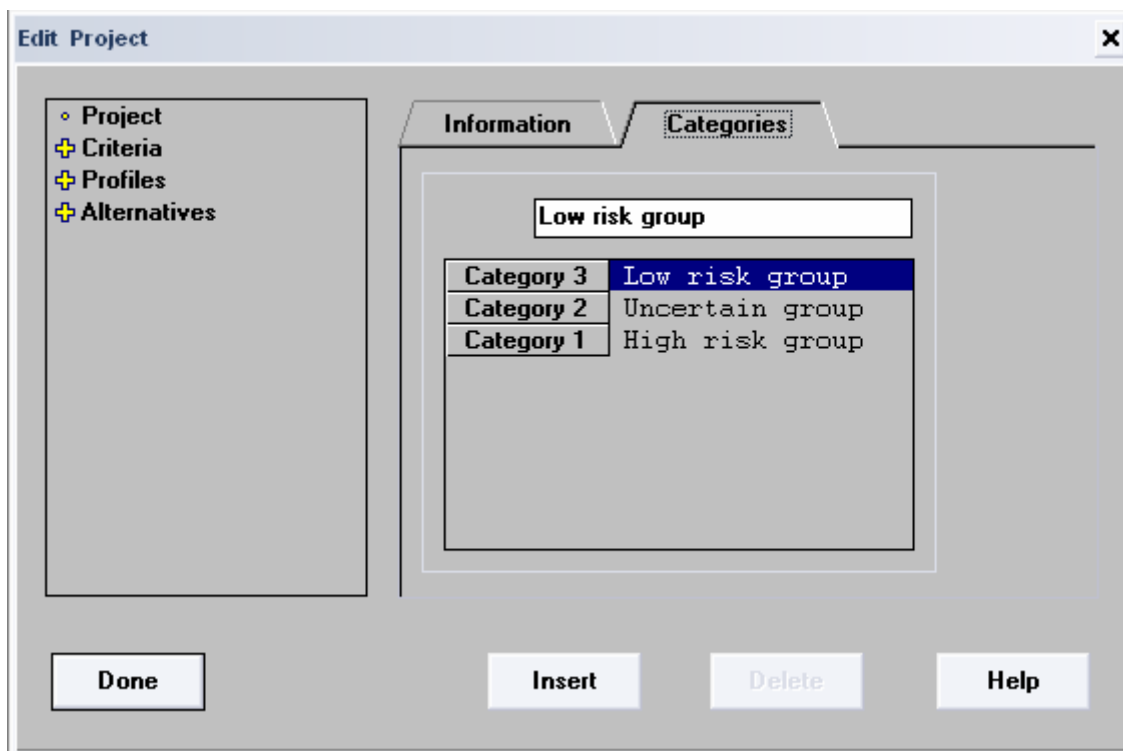 Edit Project
Project
Criteria
Profiles
Alternatives
Information
Categories
Low risk group
Category 3 Low risk group
Category 2 Uncertain group
Category 1 High risk group
Done
Insert
Delete
Help